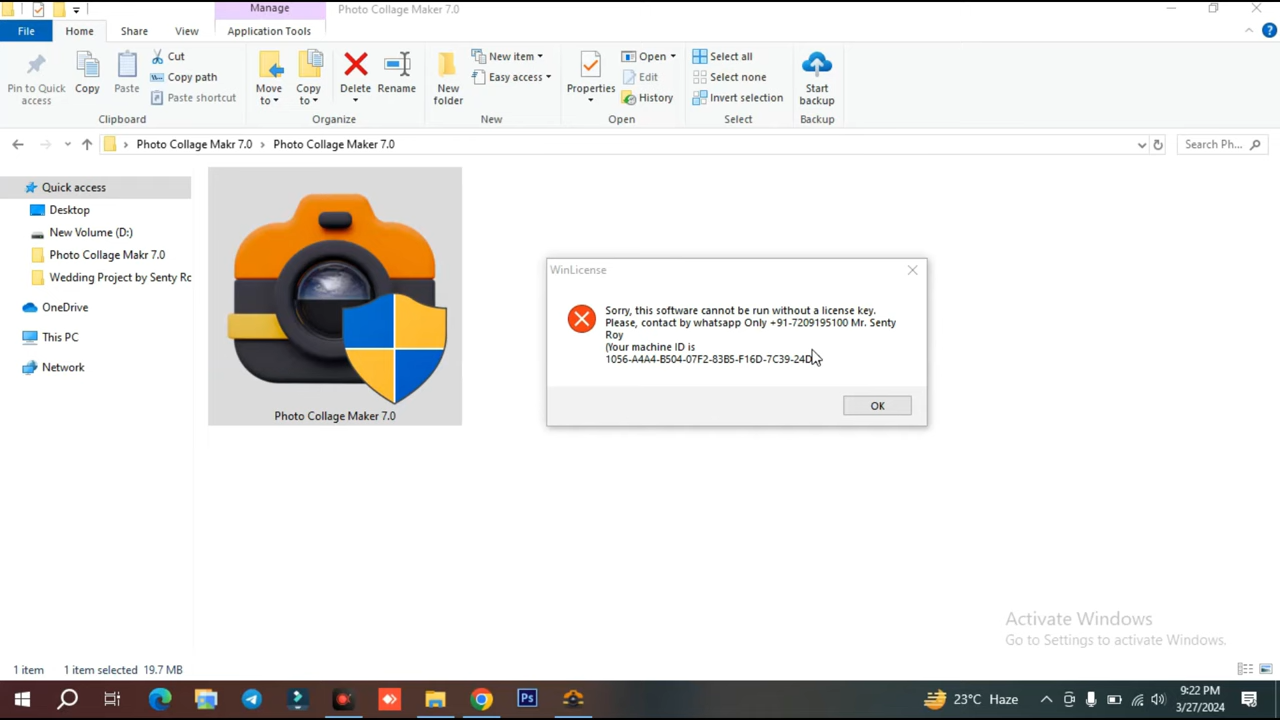 Manage
Photo Collage Maker 7.0
File
Home
Share
View
Application Tools
Pin to Quick access
Copy
Paste
Cut
Copy path
Paste shortcut
Clipboard
Move to
Copy to
Delete
Rename
Organize
New folder
New item
Easy access
New
Properties
Open
Edit
History
Open
Select all
Select none
Invert selection
Select
Start backup
Backup
Photo Collage Makr 7.0 > Photo Collage Maker 7.0
Search Ph...
Quick access
Desktop
New Volume (D:)
Photo Collage Makr 7.0
Wedding Project by Senty Rc
OneDrive
This PC
Network
Photo Collage Maker 7.0
WinLicense
Sorry, this software cannot be run without a license key.
Please, contact by whatsapp Only +91-7209195100 Mr. Senty
Roy
(Your machine ID is
1056-A4A4-B504-07F2-83B5-F16D-7C39-24D
OK
Activate Windows
Go to Settings to activate Windows.
1 item
1 item selected 19.7 MB
Ps
23°C Haze
9:22 PM
3/27/2024